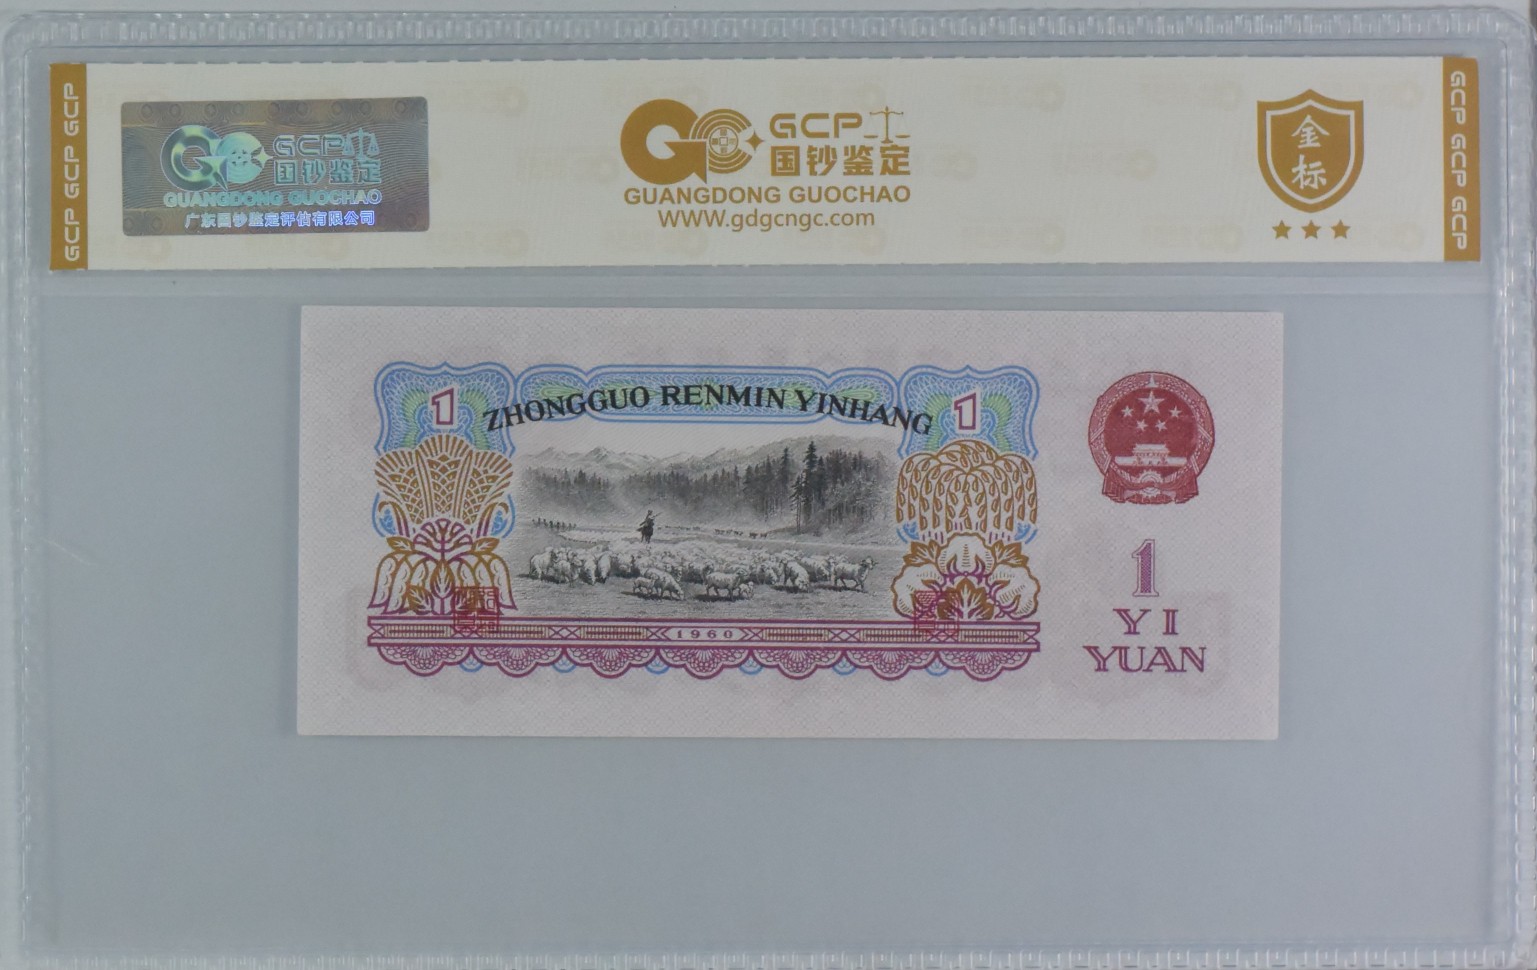 GCP GCP GCP
GCP
国钞鉴定
GUANGDONG GUOCHAO
广东国钞鉴定评估有限公司
GCP
国钞鉴定
GUANGDONG GUOCHAO
WWW.gdgcngc.com
金
标
GCP GCP GCP
1
ZHONGGUO RENMIN YINHANG
1
1960
1
YI
YUAN